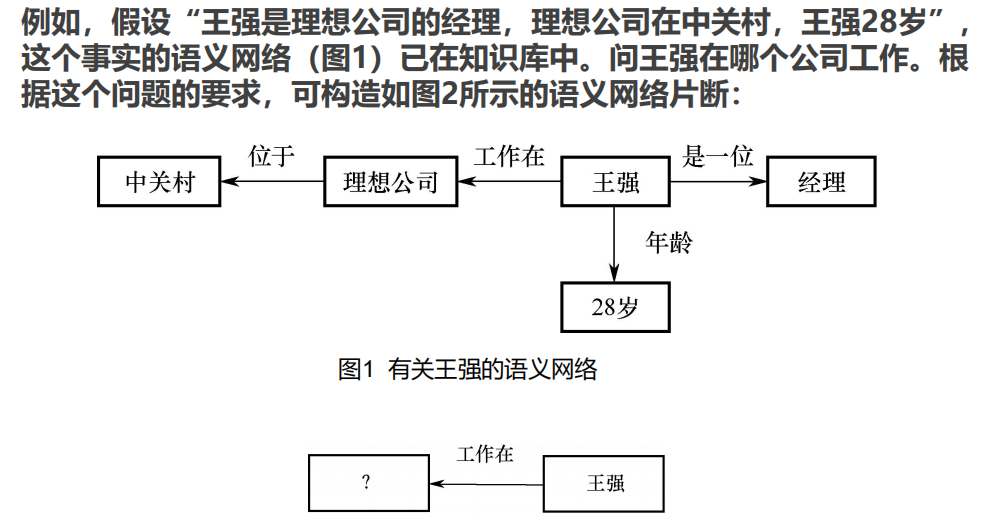 例如，假设“王强是理想公司的经理，理想公司在中关村，王强28岁”，
这个事实的语义网络（图1）已在知识库中。问王强在哪个公司工作。根
据这个问题的要求，可构造如图2所示的语义网络片断：
位于
工作在
是一位
中关村
理想公司
王强
经理
年龄
28岁
图1 有关王强的语义网络
工作在
?
王强